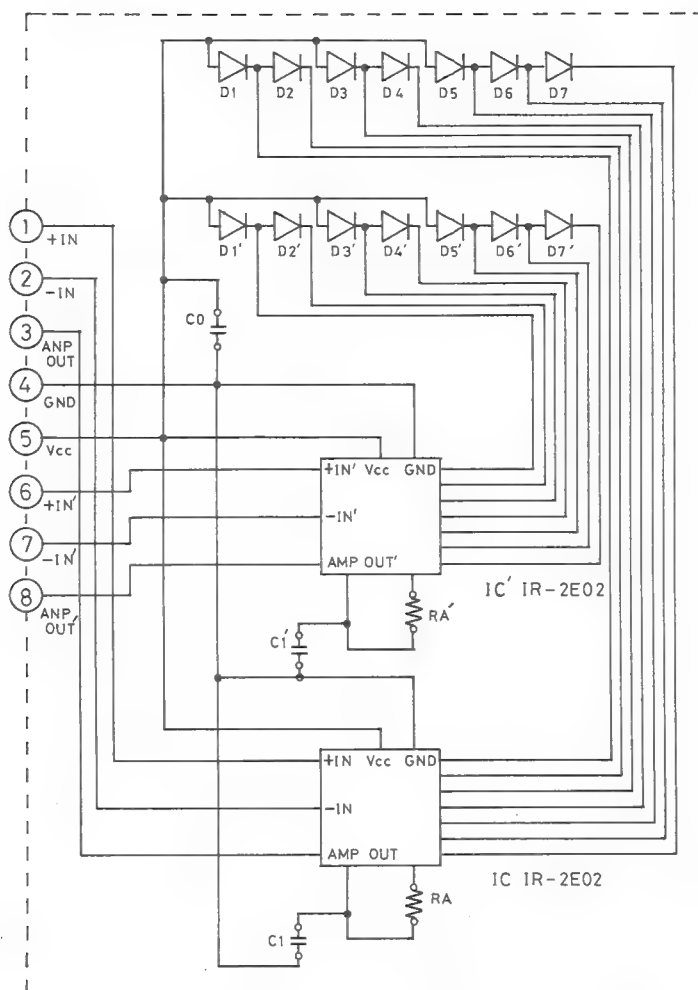 D1 D2 D3 D4 D5 D6 D7
D1' D2' D3' D4' D5' D6' D7'
1 +IN
2 -IN
3 ANP OUT
4 GND
5 Vcc
6 +IN'
7 -IN'
8 ANP OUT'
C0
+IN' Vcc GND
-IN'
AMP OUT'
IC' IR-2E02
RA'
C1'
+IN Vcc GND
-IN
AMP OUT
IC IR-2E02
RA
C1